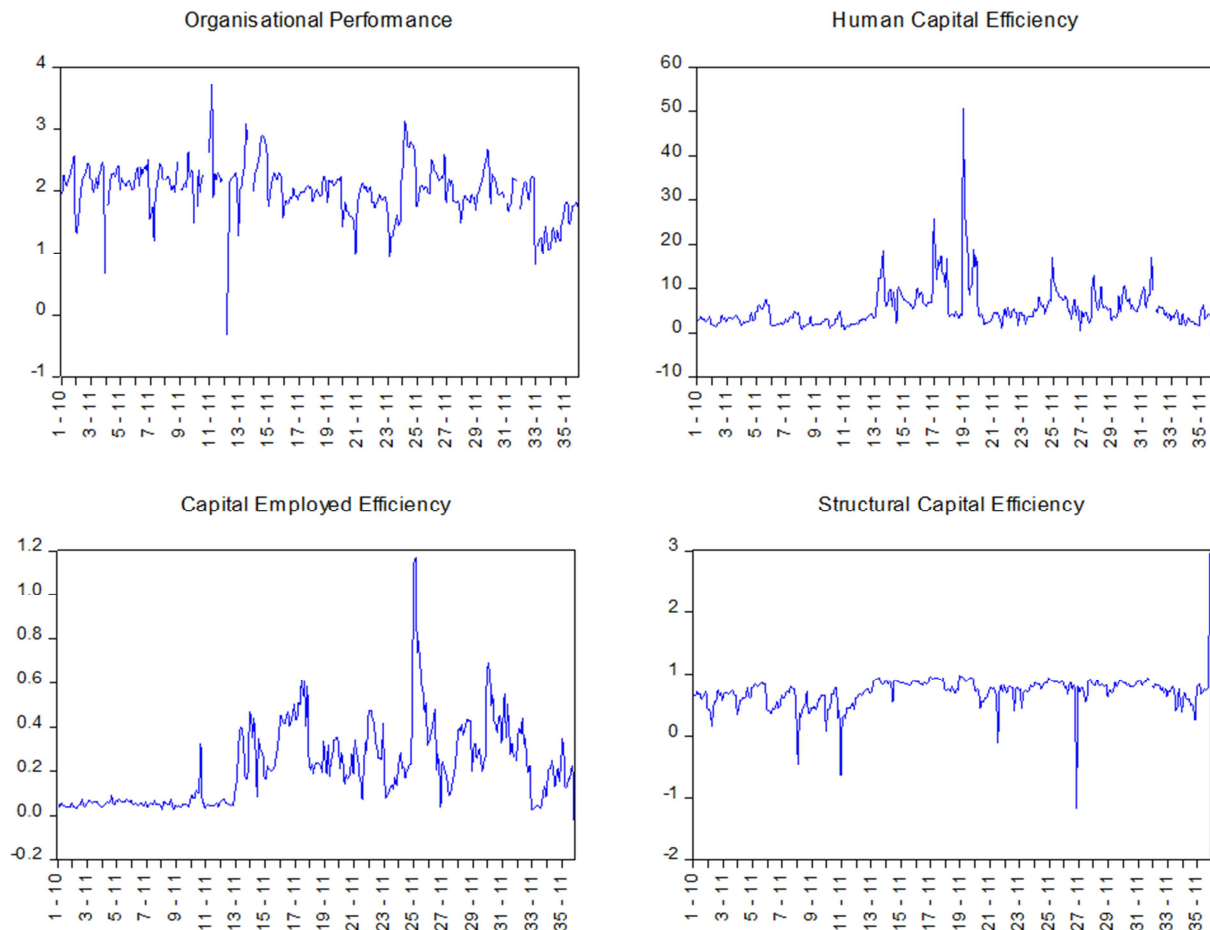 Organisational Performance
4
3
2
1
0
-1
1 - 10
3 - 11
5 - 11
7 - 11
9 - 11
11 - 11
13 - 11
15 - 11
17 - 11
19 - 11
21 - 11
23 - 11
25 - 11
27 - 11
29 - 11
31 - 11
33 - 11
35 - 11
Human Capital Efficiency
60
50
40
30
20
10
0
-10
1 - 10
3 - 11
5 - 11
7 - 11
9 - 11
11 - 11
13 - 11
15 - 11
17 - 11
19 - 11
21 - 11
23 - 11
25 - 11
27 - 11
29 - 11
31 - 11
33 - 11
35 - 11
Capital Employed Efficiency
1.2
1.0
0.8
0.6
0.4
0.2
0.0
-0.2
1 - 10
3 - 11
5 - 11
7 - 11
9 - 11
11 - 11
13 - 11
15 - 11
17 - 11
19 - 11
21 - 11
23 - 11
25 - 11
27 - 11
29 - 11
31 - 11
33 - 11
35 - 11
Structural Capital Efficiency
3
2
1
0
-1
-2
1 - 10
3 - 11
5 - 11
7 - 11
9 - 11
11 - 11
13 - 11
15 - 11
17 - 11
19 - 11
21 - 11
23 - 11
25 - 11
27 - 11
29 - 11
31 - 11
33 - 11
35 - 11